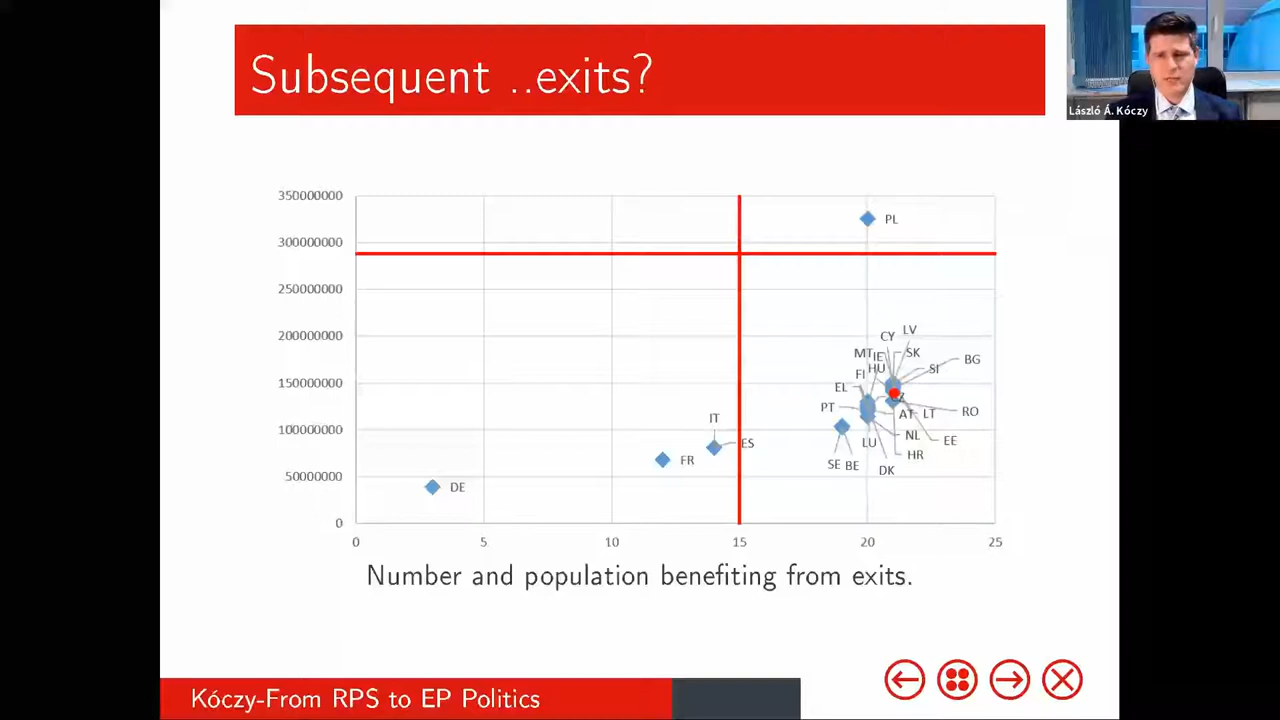 Subsequent ..exits?
László Á. Kóczy
350000000
300000000
250000000
200000000
150000000
100000000
50000000
0
PL
CY
LV
MT
IE
SK
BG
FI
HU
SI
EL
CZ
PT
AT
LT
RO
IT
ES
LU
NL
EE
SE
BE
DK
HR
FR
DE
0 5 10 15 20 25
Number and population benefiting from exits.
Kóczy-From RPS to EP Politics